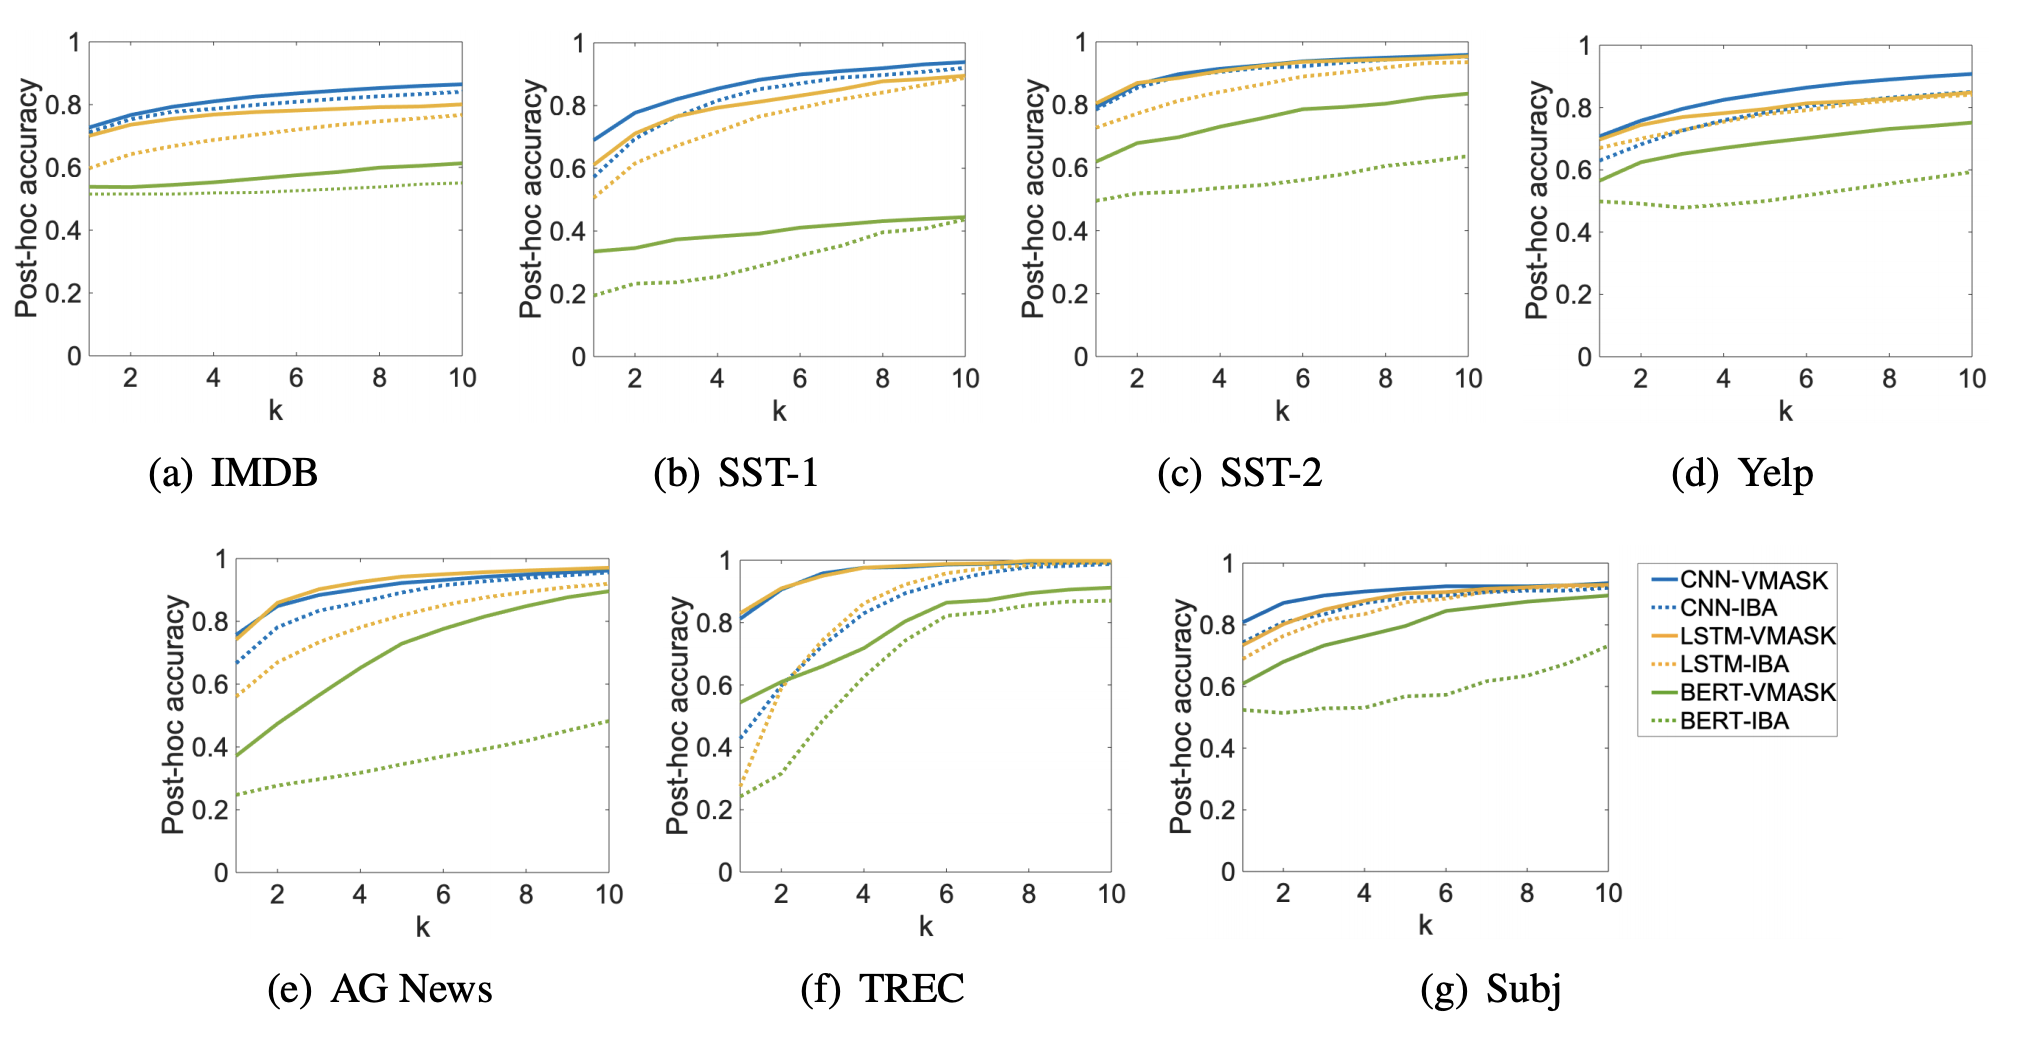 Post-hoc accuracy
1
0.8
0.6
0.4
0.2
0
2 4 6 8 10
k
(a) IMDB
Post-hoc accuracy
1
0.8
0.6
0.4
0.2
0
2 4 6 8 10
k
(b) SST-1
Post-hoc accuracy
1
0.8
0.6
0.4
0.2
0
2 4 6 8 10
k
(c) SST-2
Post-hoc accuracy
1
0.8
0.6
0.4
0.2
0
2 4 6 8 10
k
(d) Yelp
Post-hoc accuracy
1
0.8
0.6
0.4
0.2
0
2 4 6 8 10
k
(e) AG News
Post-hoc accuracy
1
0.8
0.6
0.4
0.2
0
2 4 6 8 10
k
(f) TREC
Post-hoc accuracy
1
0.8
0.6
0.4
0.2
0
2 4 6 8 10
k
(g) Subj
CNN-VMASK
CNN-IBA
LSTM-VMASK
LSTM-IBA
BERT-VMASK
BERT-IBA